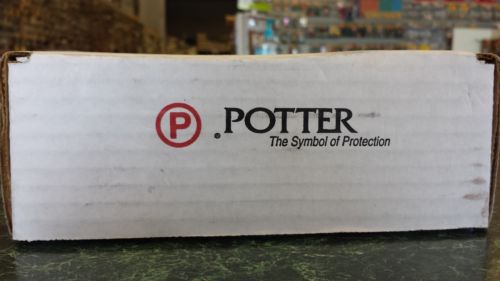 P
® POTTER
The Symbol of Protection